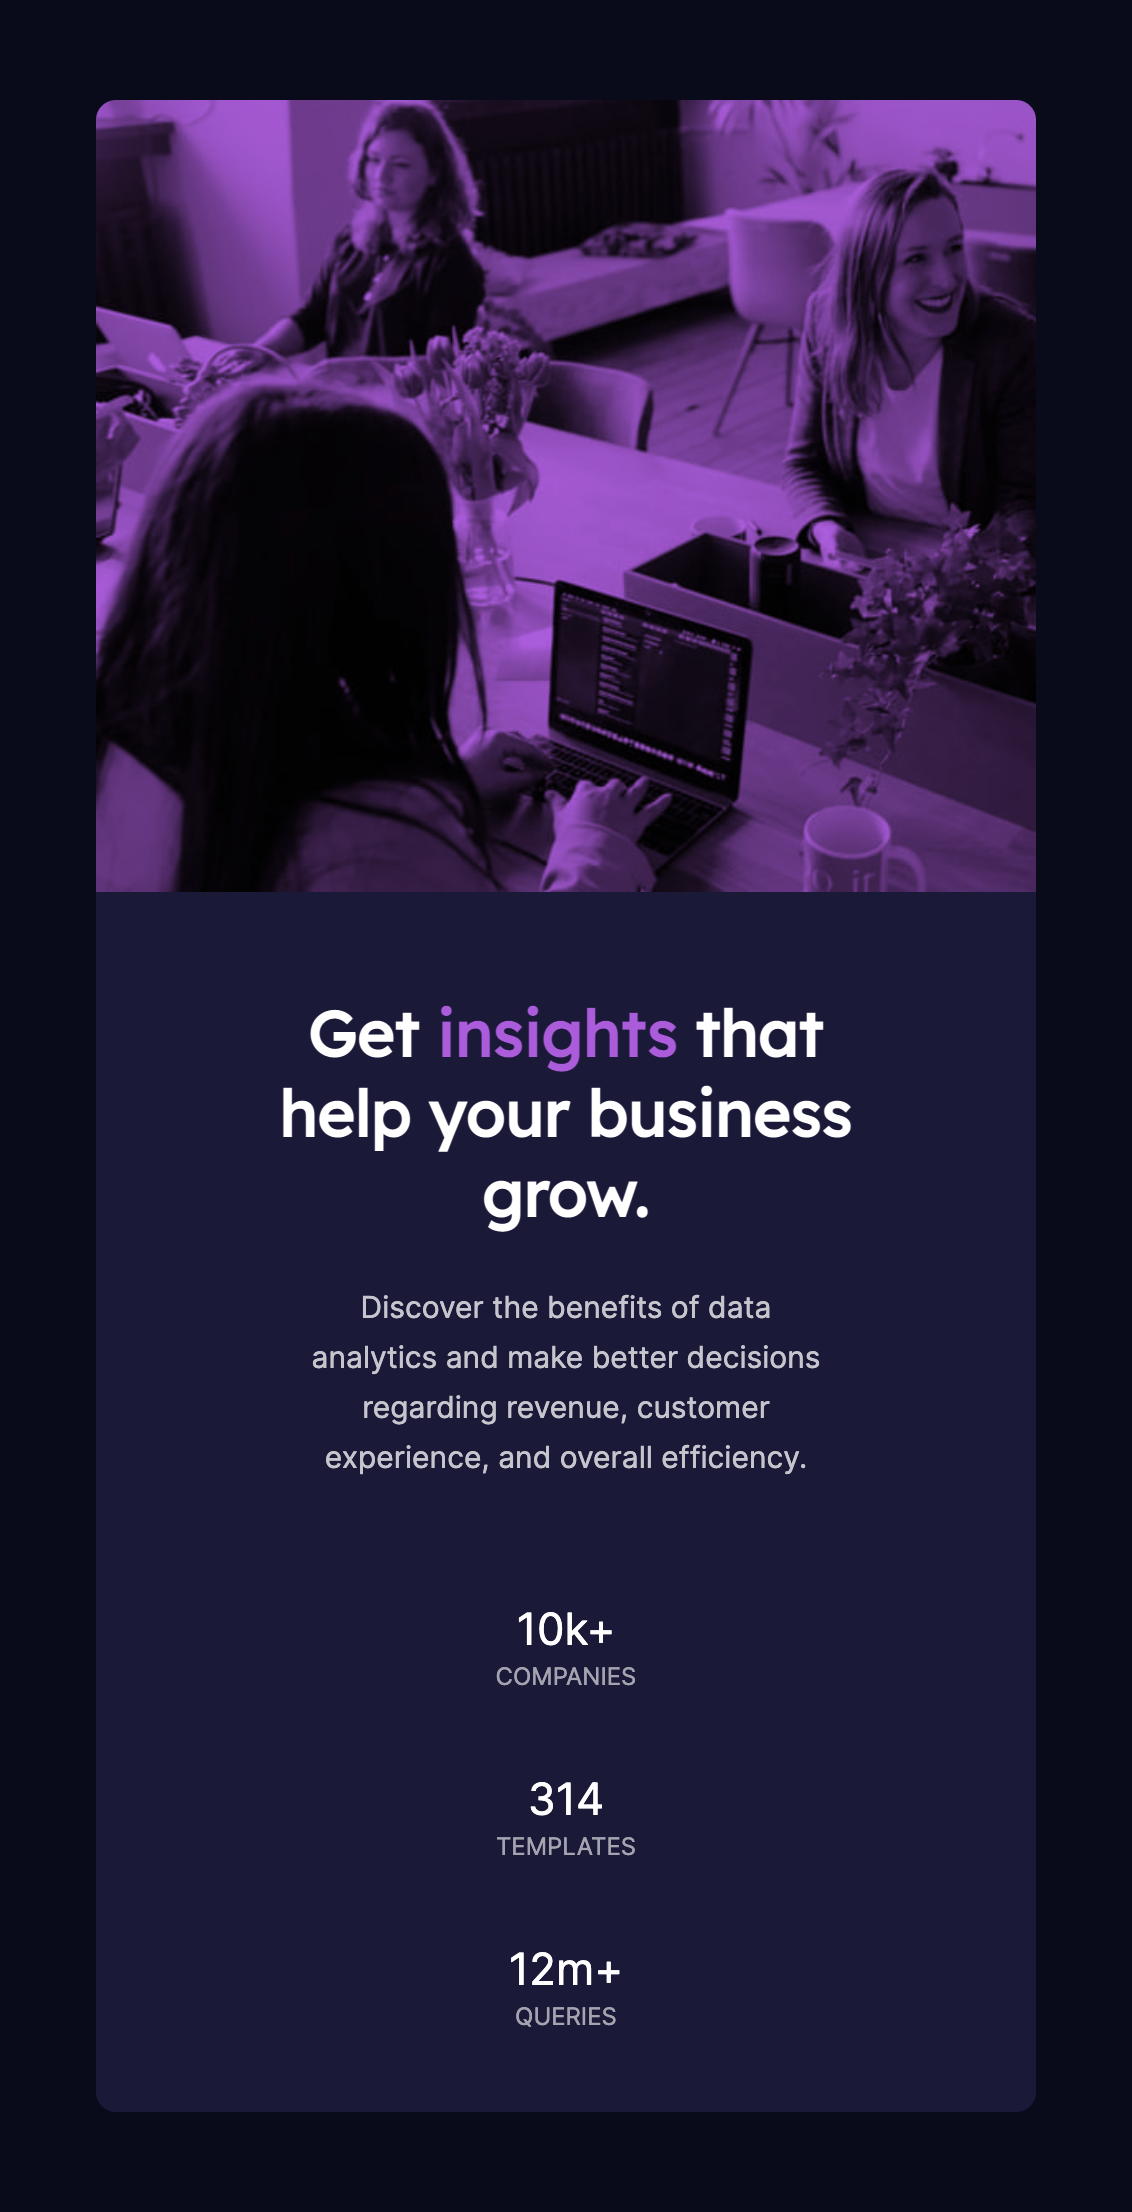 Get insights that
help your business
grow.
Discover the benefits of data
analytics and make better decisions
regarding revenue, customer
experience, and overall efficiency.
10k+
COMPANIES
314
TEMPLATES
12m+
QUERIES